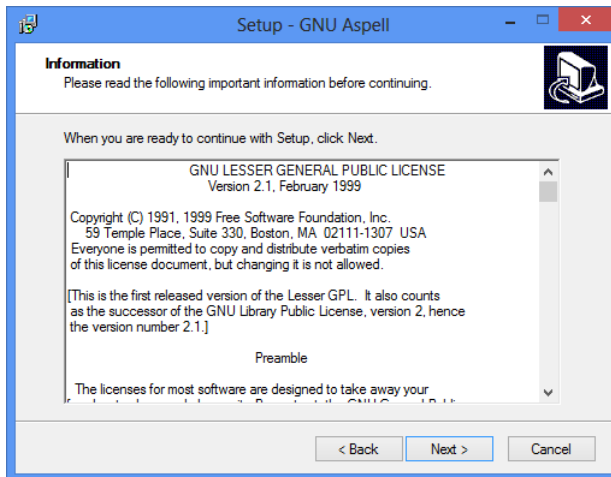 Setup - GNU Aspell
Information
Please read the following important information before continuing.
When you are ready to continue with Setup, click Next.
GNU LESSER GENERAL PUBLIC LICENSE
Version 2.1, February 1999
Copyright (C) 1991, 1999 Free Software Foundation, Inc.
59 Temple Place, Suite 330, Boston, MA 02111-1307 USA
Everyone is permitted to copy and distribute verbatim copies
of this license document, but changing it is not allowed.
[This is the first released version of the Lesser GPL. It also counts
as the successor of the GNU Library Public License, version 2, hence
the version number 2.1.]
Preamble
The licenses for most software are designed to take away your
< Back
Next >
Cancel